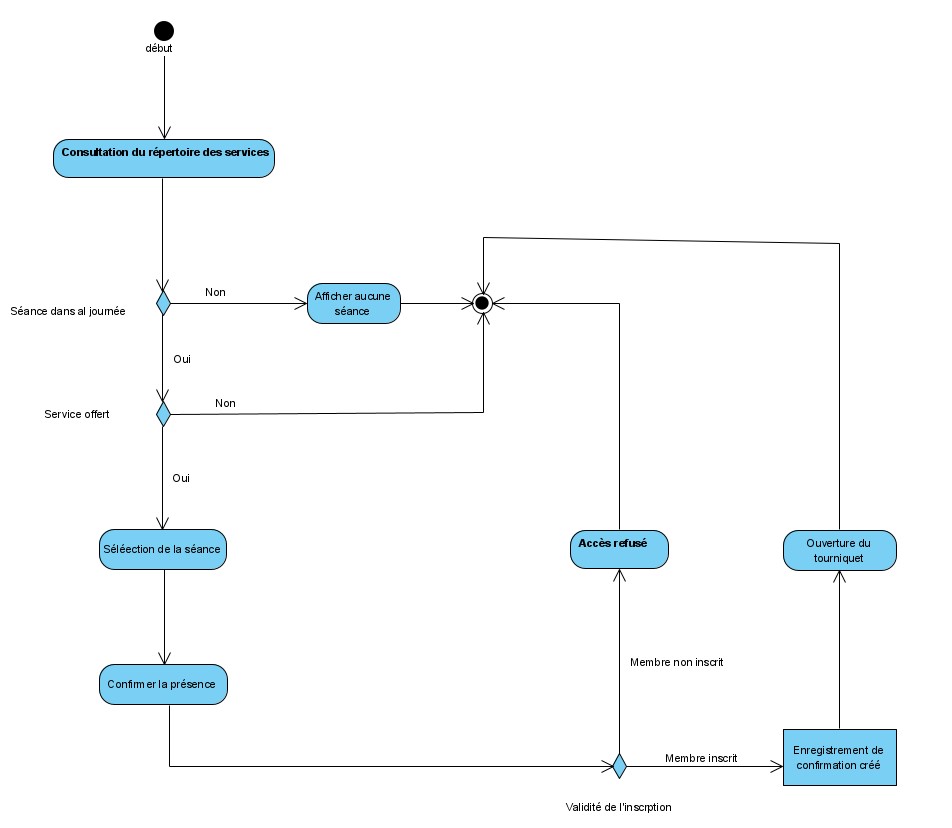 début
Consultation du répertoire des services
Non
Afficher aucune
séance
Séance dans al journée
Oui
Non
Service offert
Oui
Séléection de la séance
Accès refusé
Ouverture du
tourniquet
Membre non inscrit
Confirmer la présence
Enregistrement de
confirmation créé
Membre inscrit
Validité de l'inscrption